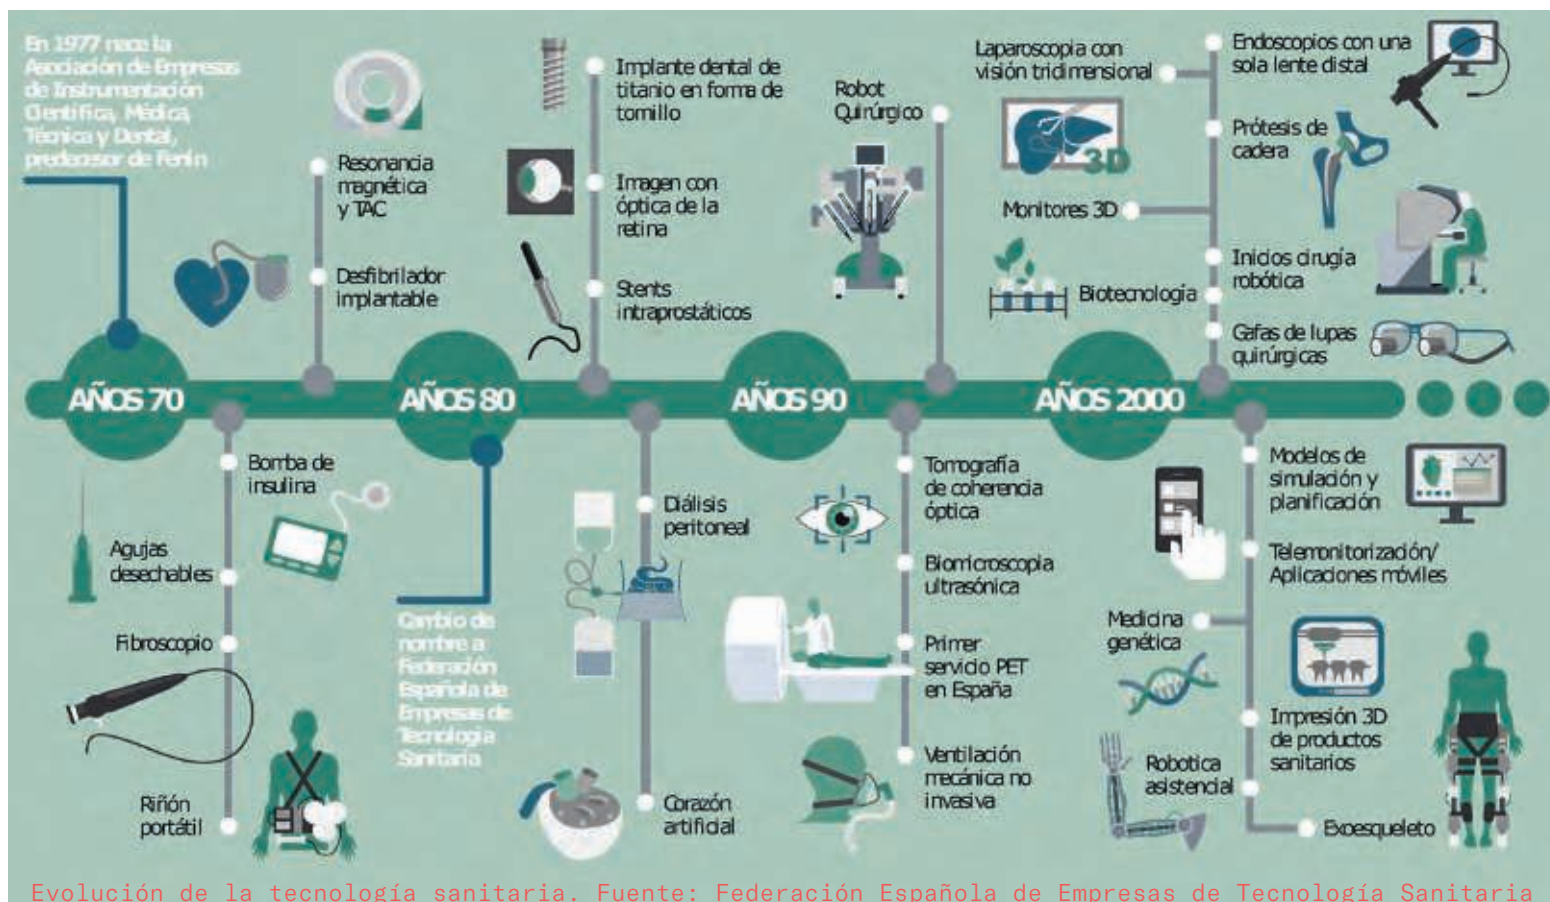 En 1977 nace la
Asociación de Empresas
de Instrumentación
Científica, Médica,
Técnica y Dental,
predecesor de Fenin
Resonancia
magnética
y TAC
Desfibrilador
implantable
Implante dental de
titanio en forma de
tornillo
Imagen con
óptica de la
retina
Stents
intraprostáticos
Robot
Quirúrgico
Laparoscopia con
visión tridimensional
3D
Monitores 3D
Biotecnología
Endoscopios con una
sola lente distal
Prótesis de
cadera
Inicios cirugía
robótica
Gafas de lupas
quirúrgicas
AÑOS 70
AÑOS 80
AÑOS 90
AÑOS 2000
Bomba de
insulina
Agujas
desechables
Fibroscopio
Riñón
portátil
Cambio de
nombre a
Federación
Española de
Empresas de
Tecnologia
Sanitaria
Diálisis
peritoneal
Corazón
artificial
Tomografía
de coherencia
óptica
Biomicroscopia
ultrasónica
Primer
servicio PET
en España
Ventilación
mecánica no
invasiva
Modelos de
simulación y
planificación
Telemonitorización/
Aplicaciones móviles
Medicina
genética
Impresión 3D
de productos
sanitarios
Robotica
asistencial
Exoesqueleto
Evolución de la tecnología sanitaria. Fuente: Federación Española de Empresas de Tecnología Sanitaria